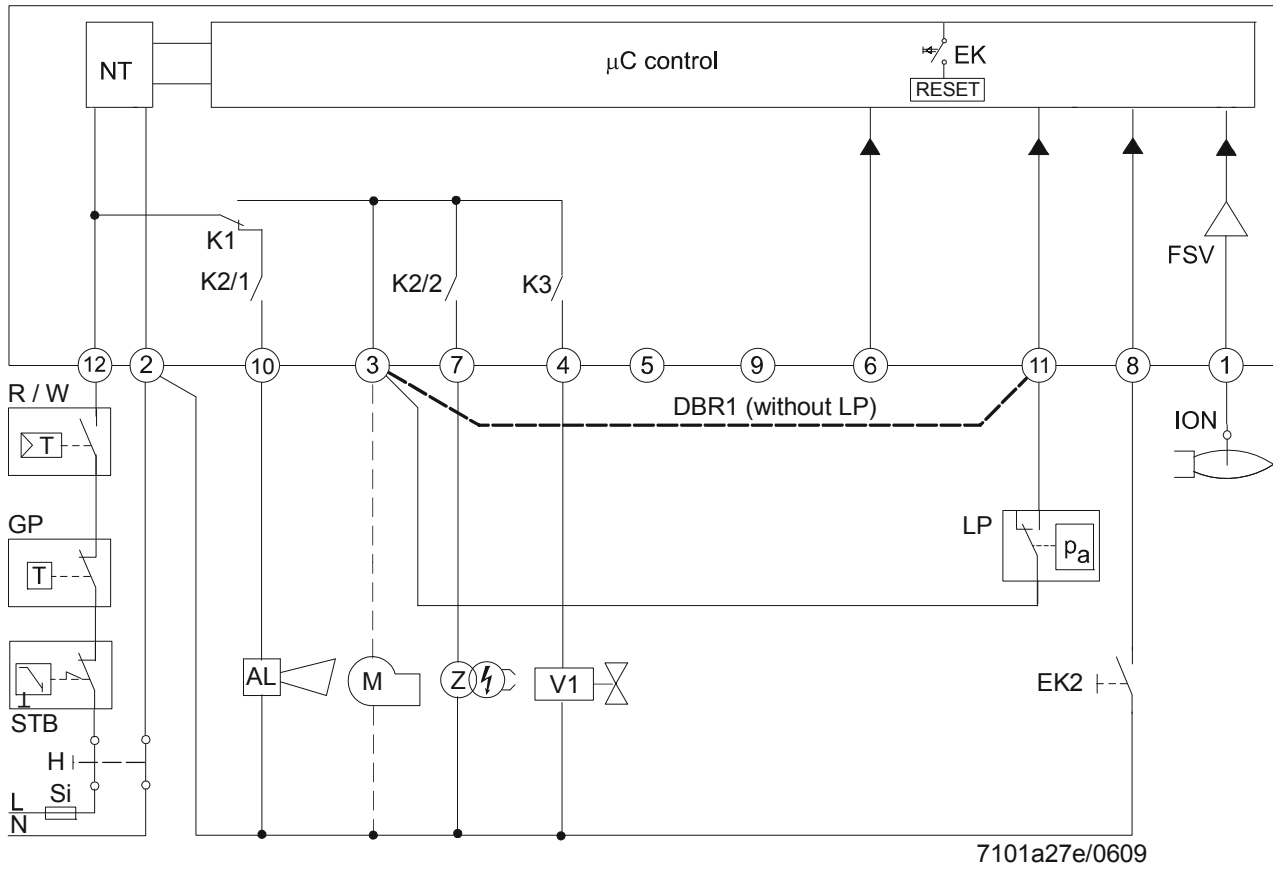 NT
μC control
EK
RESET
FSV
K1
K2/1
K2/2
K3
12
2
10
3
7
4
5
9
6
11
8
1
R / W
T
DBR1 (without LP)
ION
GP
T
LP
pa
STB
AL
M
Z
V1
EK2
H
Si
L
N
7101a27e/0609